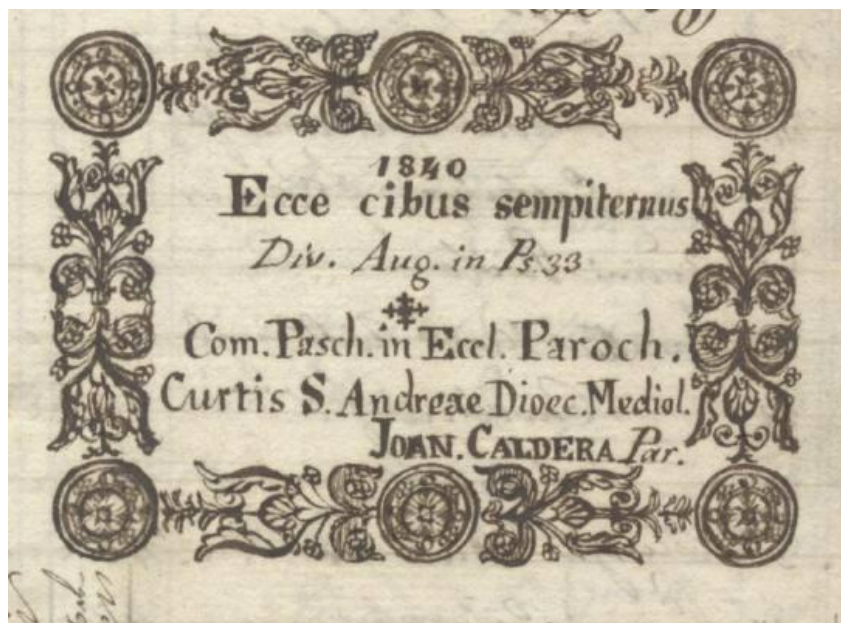 1840
Ecce cibus sempiternus
Div. Aug. in Ps. 33
Com. Pasch. in Eccl. Paroch.
Curtis S. Andreae Dioec. Mediol.
JOAN. CALDERA Par.